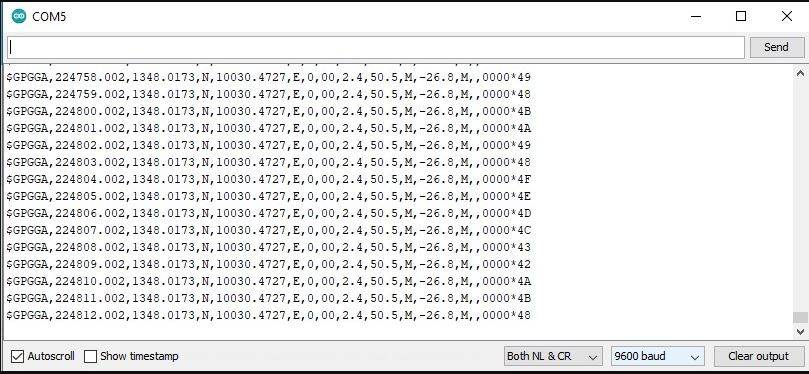 COM5
Send
$GPGGA,224758.002,1348.0173,N,10030.4727,E,0,00,2.4,50.5,M,-26.8,M,,0000*49
$GPGGA,224759.002,1348.0173,N,10030.4727,E,0,00,2.4,50.5,M,-26.8,M,,0000*48
$GPGGA,224800.002,1348.0173,N,10030.4727,E,0,00,2.4,50.5,M,-26.8,M,,0000*4B
$GPGGA,224801.002,1348.0173,N,10030.4727,E,0,00,2.4,50.5,M,-26.8,M,,0000*4A
$GPGGA,224802.002,1348.0173,N,10030.4727,E,0,00,2.4,50.5,M,-26.8,M,,0000*49
$GPGGA,224803.002,1348.0173,N,10030.4727,E,0,00,2.4,50.5,M,-26.8,M,,0000*48
$GPGGA,224804.002,1348.0173,N,10030.4727,E,0,00,2.4,50.5,M,-26.8,M,,0000*4F
$GPGGA,224805.002,1348.0173,N,10030.4727,E,0,00,2.4,50.5,M,-26.8,M,,0000*4E
$GPGGA,224806.002,1348.0173,N,10030.4727,E,0,00,2.4,50.5,M,-26.8,M,,0000*4D
$GPGGA,224807.002,1348.0173,N,10030.4727,E,0,00,2.4,50.5,M,-26.8,M,,0000*4C
$GPGGA,224808.002,1348.0173,N,10030.4727,E,0,00,2.4,50.5,M,-26.8,M,,0000*43
$GPGGA,224809.002,1348.0173,N,10030.4727,E,0,00,2.4,50.5,M,-26.8,M,,0000*42
$GPGGA,224810.002,1348.0173,N,10030.4727,E,0,00,2.4,50.5,M,-26.8,M,,0000*4A
$GPGGA,224811.002,1348.0173,N,10030.4727,E,0,00,2.4,50.5,M,-26.8,M,,0000*4B
$GPGGA,224812.002,1348.0173,N,10030.4727,E,0,00,2.4,50.5,M,-26.8,M,,0000*48
Autoscroll Show timestamp Both NL & CR 9600 baud Clear output